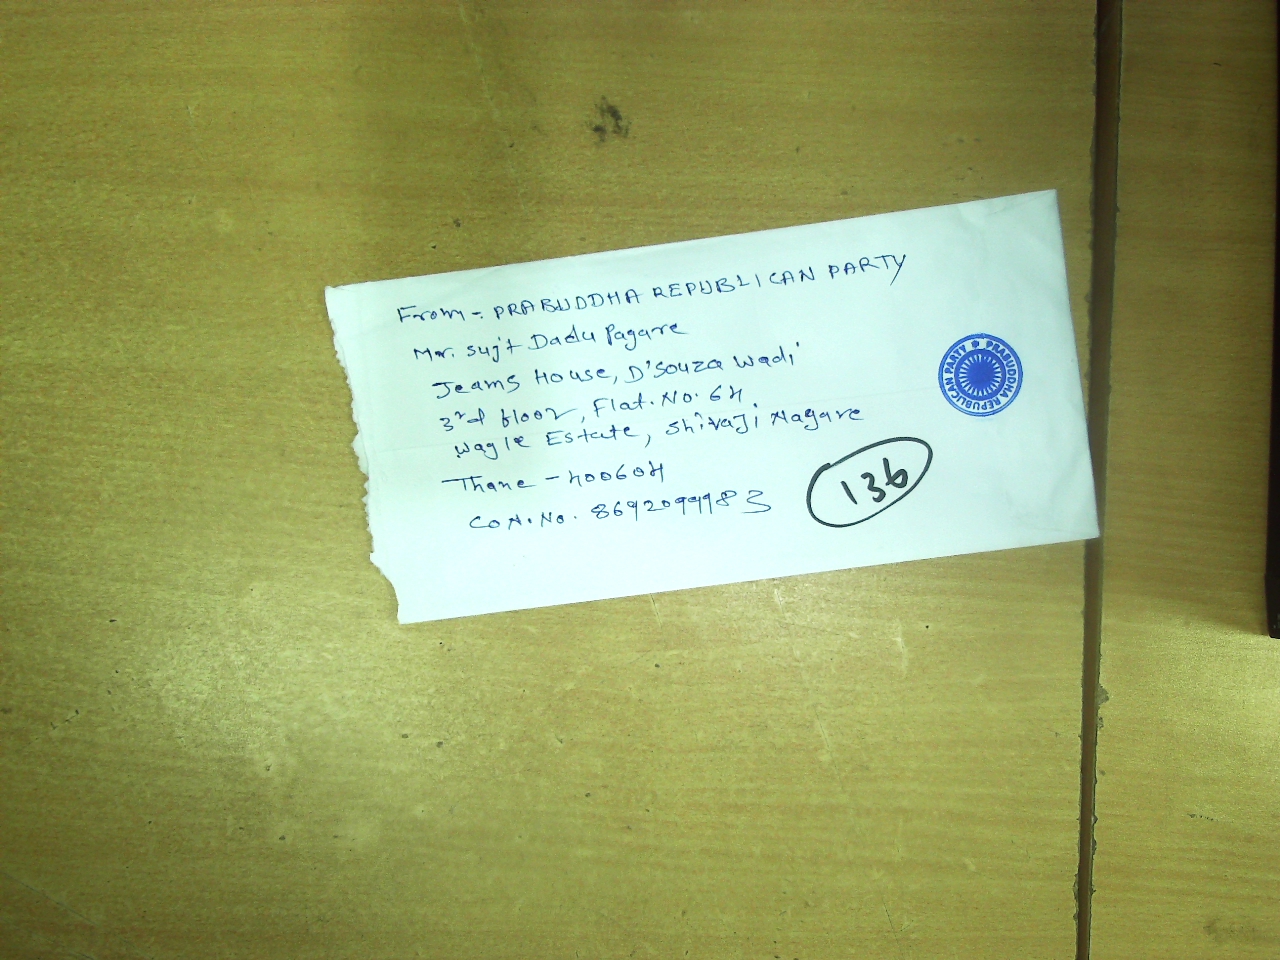 From - PRABUDDHA REPUBLICAN PARTY
Mr. Sujit Dadu Pagare
Jeams House, D'souza wadi
3rd floor, Flat. No. 64,
Wagle Estate, Shivaji Nagare
Thane - 400604
Con. No. 8692099983
136
REPUBLICAN PARTY PRABUDDHA